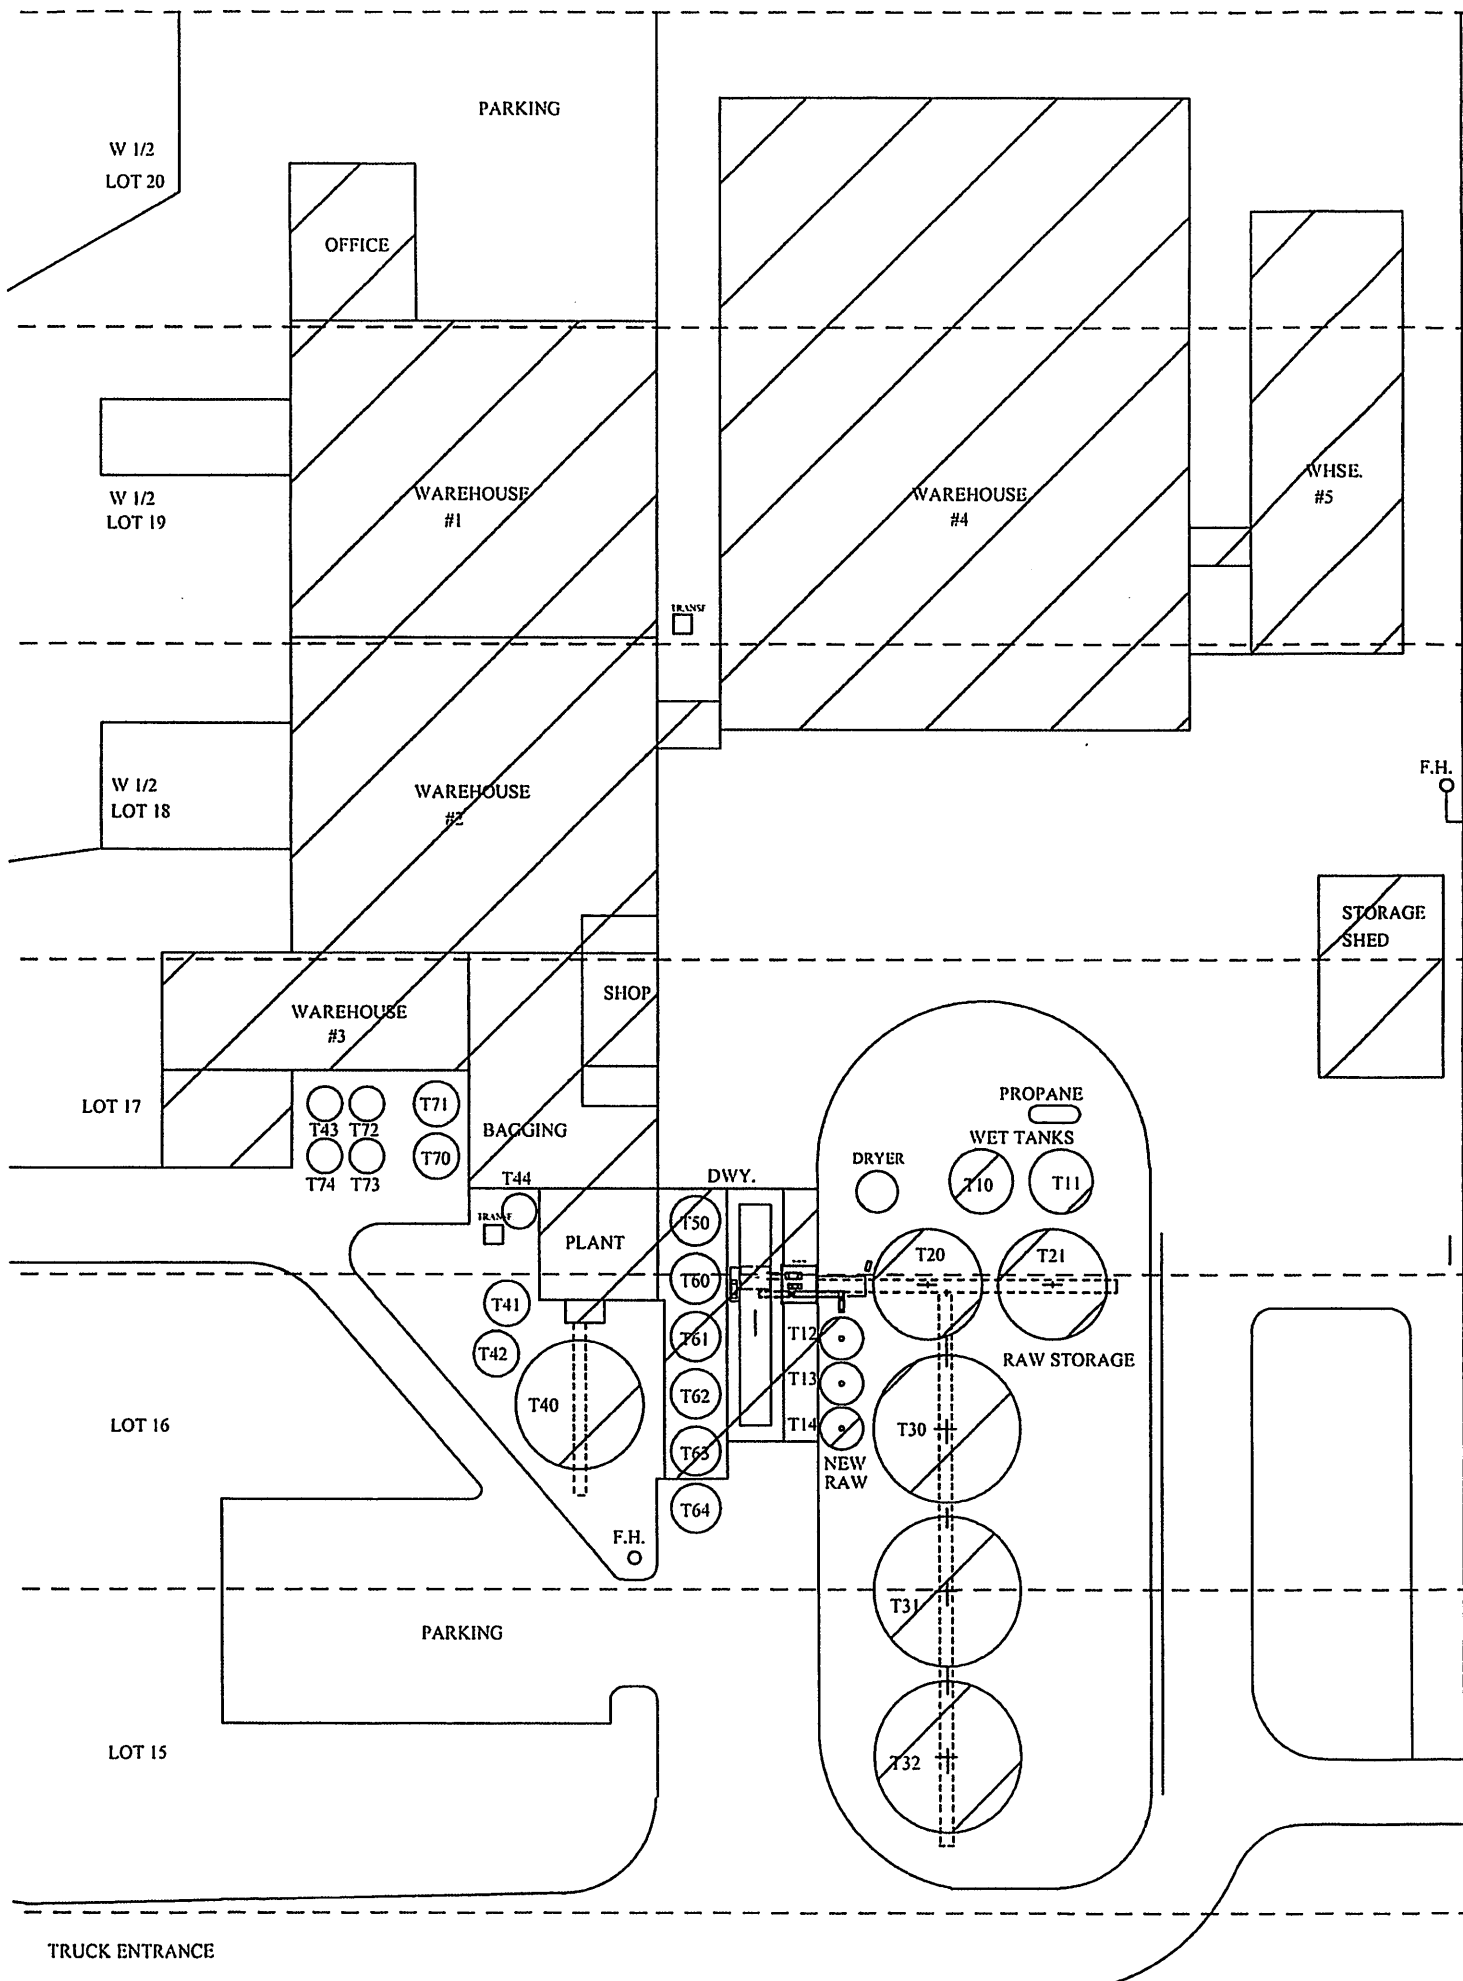 PARKING
W 1/2
LOT 20
OFFICE
WHSE.
#5
WAREHOUSE
#1
WAREHOUSE
#4
W 1/2
LOT 19
TRANSF
F.H.
W 1/2
LOT 18
WAREHOUSE
#2
STORAGE
SHED
SHOP
WAREHOUSE
#3
PROPANE
LOT 17
T43 T72
T71
BAGGING
WET TANKS
T74 T73
T70
DRYER
T44
DWY.
T10
T11
TRANSF
T50
PLANT
T20
T21
T60
T41
T61
T12
T42
RAW STORAGE
T13
T62
T40
T14
T30
LOT 16
T63
NEW
RAW
T64
F.H.
T31
PARKING
LOT 15
T32
TRUCK ENTRANCE